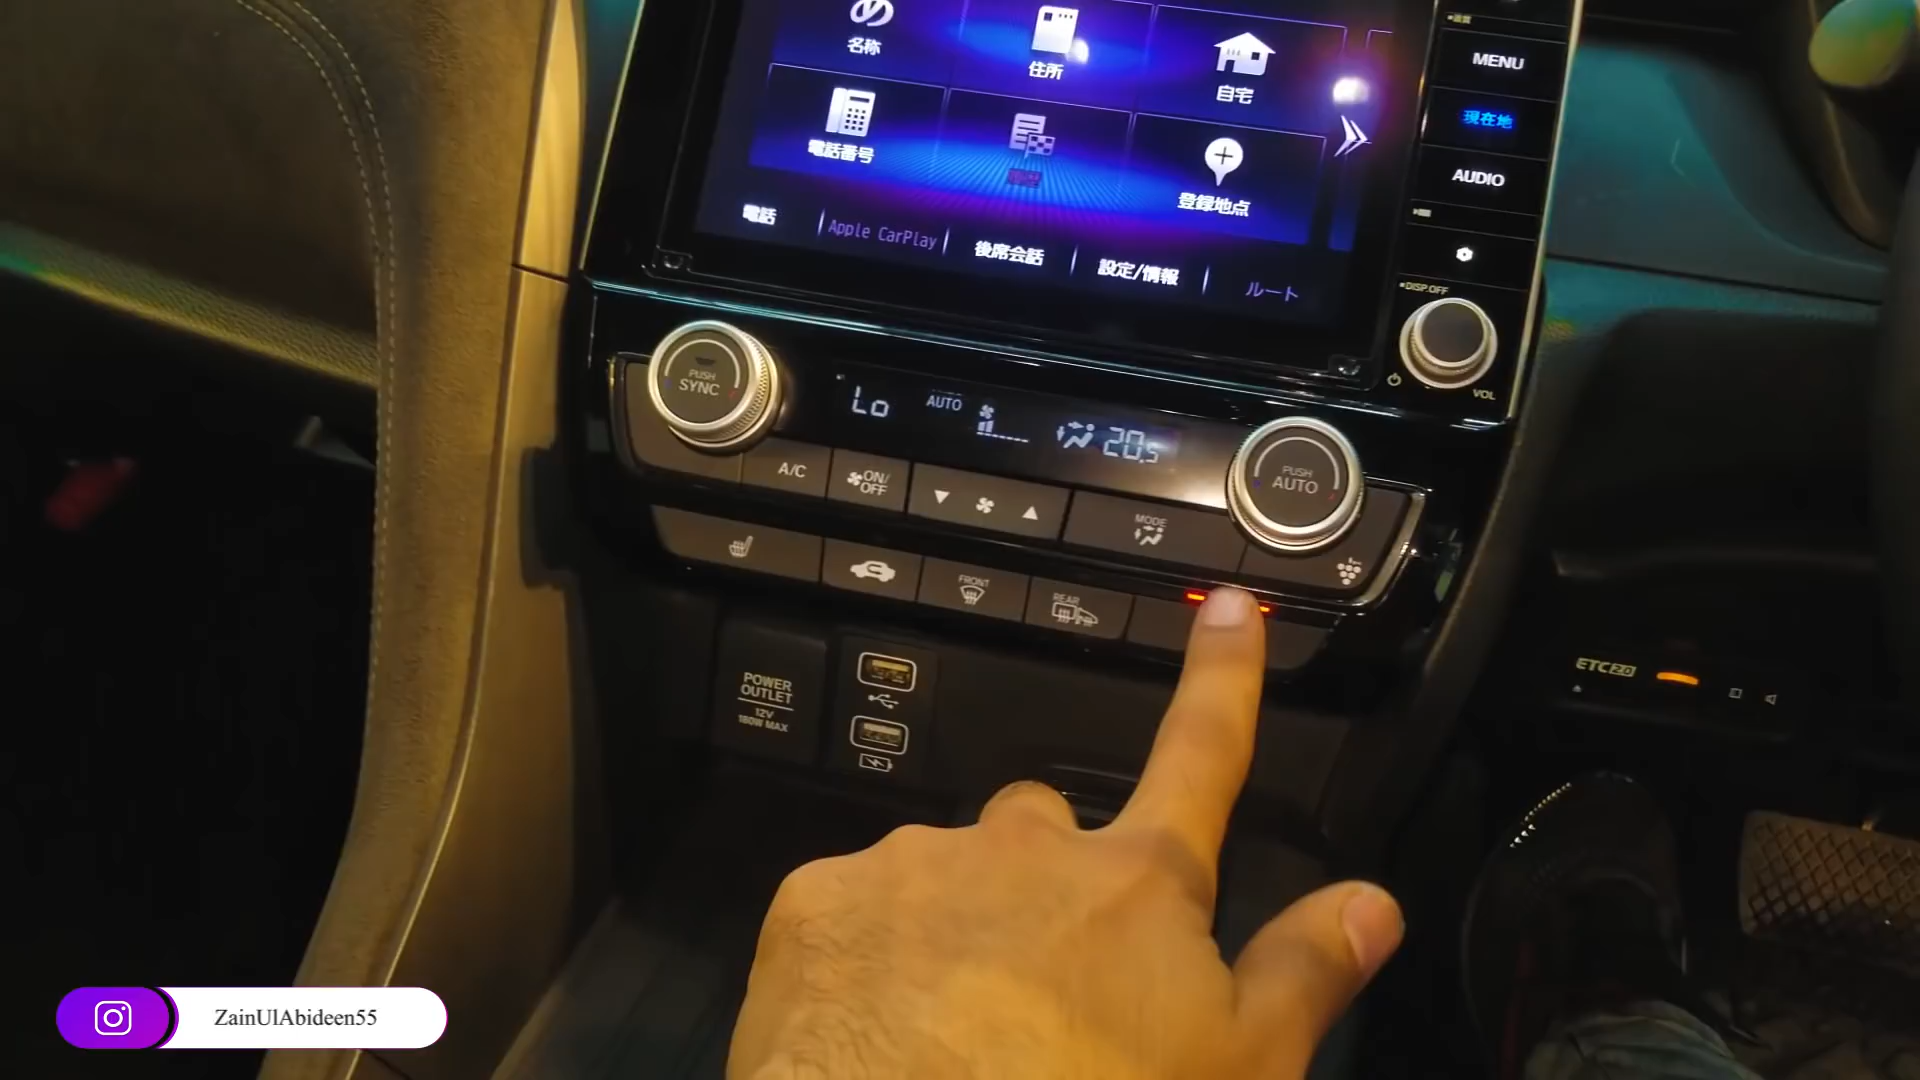 め
名称
住所
自宅
電話番号
登録地点
電話
Apple CarPlay
後席会話
設定/情報
ルート
MENU
現在地
AUDIO
DISP.OFF
VOL
PUSH
SYNC
Lo
AUTO
20.5
PUSH
AUTO
A/C
ON/
OFF
MODE
FRONT
REAR
POWER
OUTLET
12V
180W MAX
ETC2.0
ZainUlAbideen55